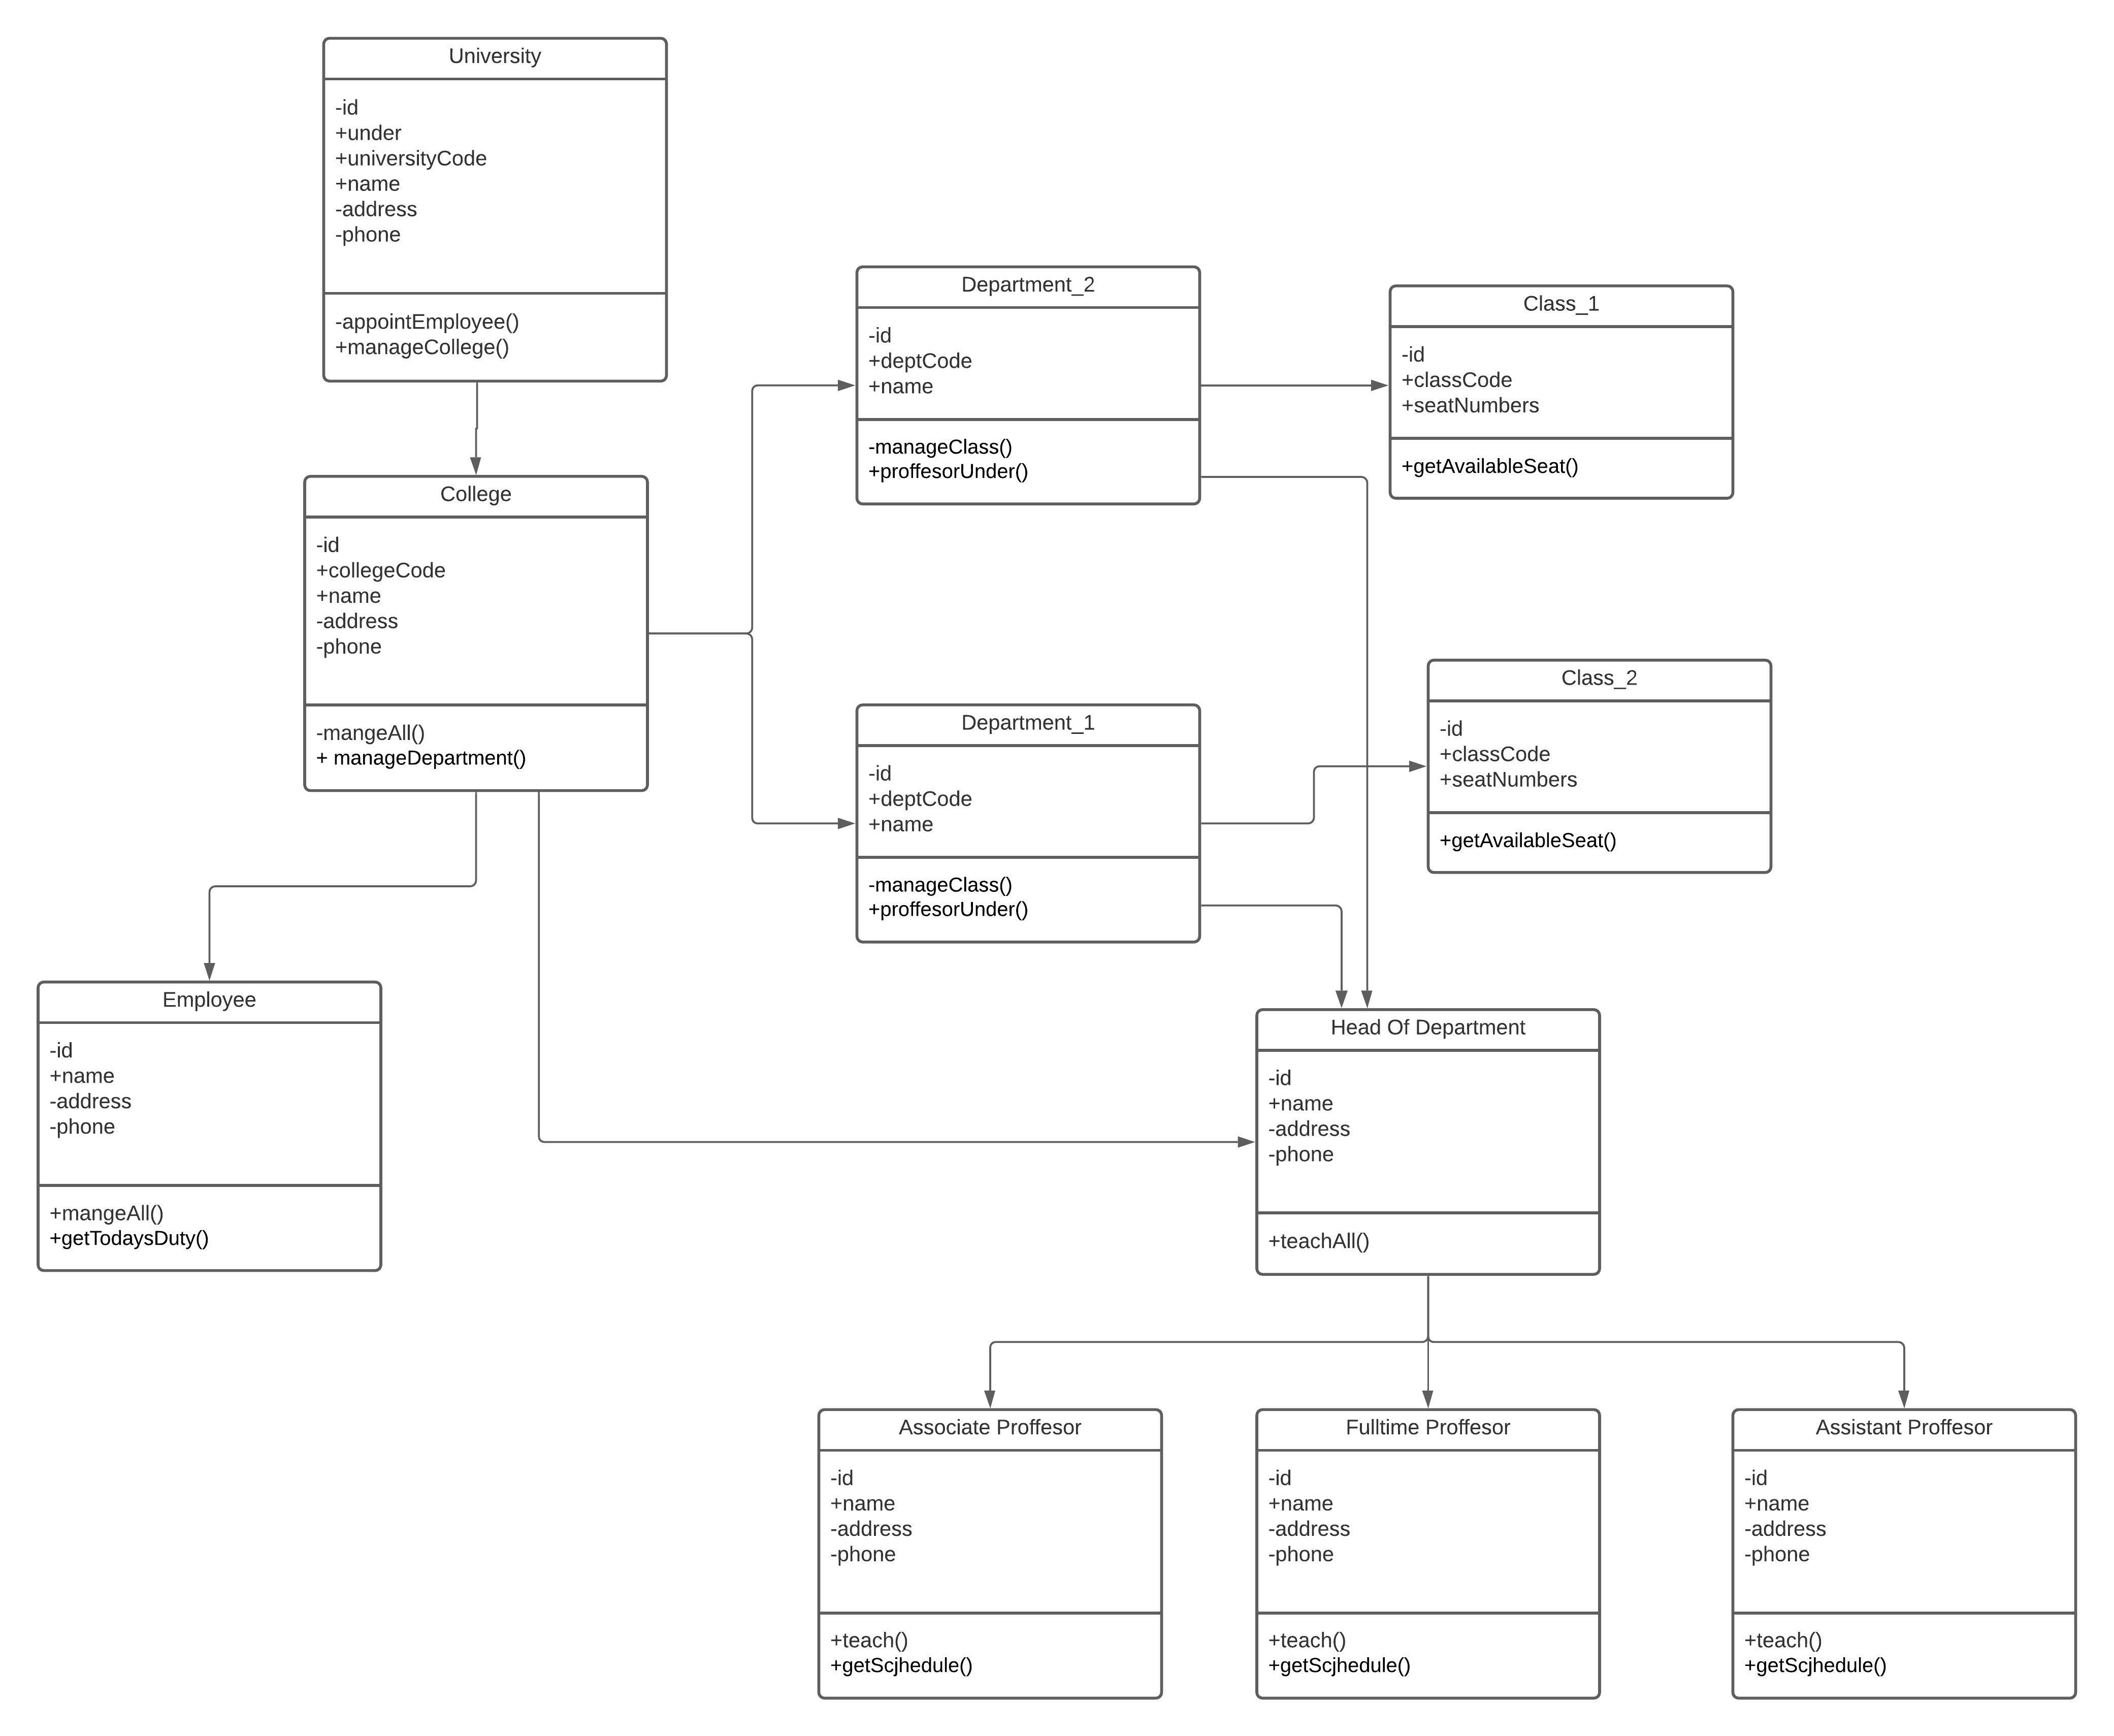 University
-id
+under
+universityCode
+name
-address
-phone
-appointEmployee()
+manageCollege()
Department_2
-id
+deptCode
+name
-manageClass()
+proffesorUnder()
Class_1
-id
+classCode
+seatNumbers
+getAvailableSeat()
College
-id
+collegeCode
+name
-address
-phone
-mangeAll()
+ manageDepartment()
Department_1
-id
+deptCode
+name
-manageClass()
+proffesorUnder()
Class_2
-id
+classCode
+seatNumbers
+getAvailableSeat()
Employee
-id
+name
-address
-phone
+mangeAll()
+getTodaysDuty()
Head Of Department
-id
+name
-address
-phone
+teachAll()
Associate Proffesor
-id
+name
-address
-phone
+teach()
+getScjhedule()
Fulltime Proffesor
-id
+name
-address
-phone
+teach()
+getScjhedule()
Assistant Proffesor
-id
+name
-address
-phone
+teach()
+getScjhedule()